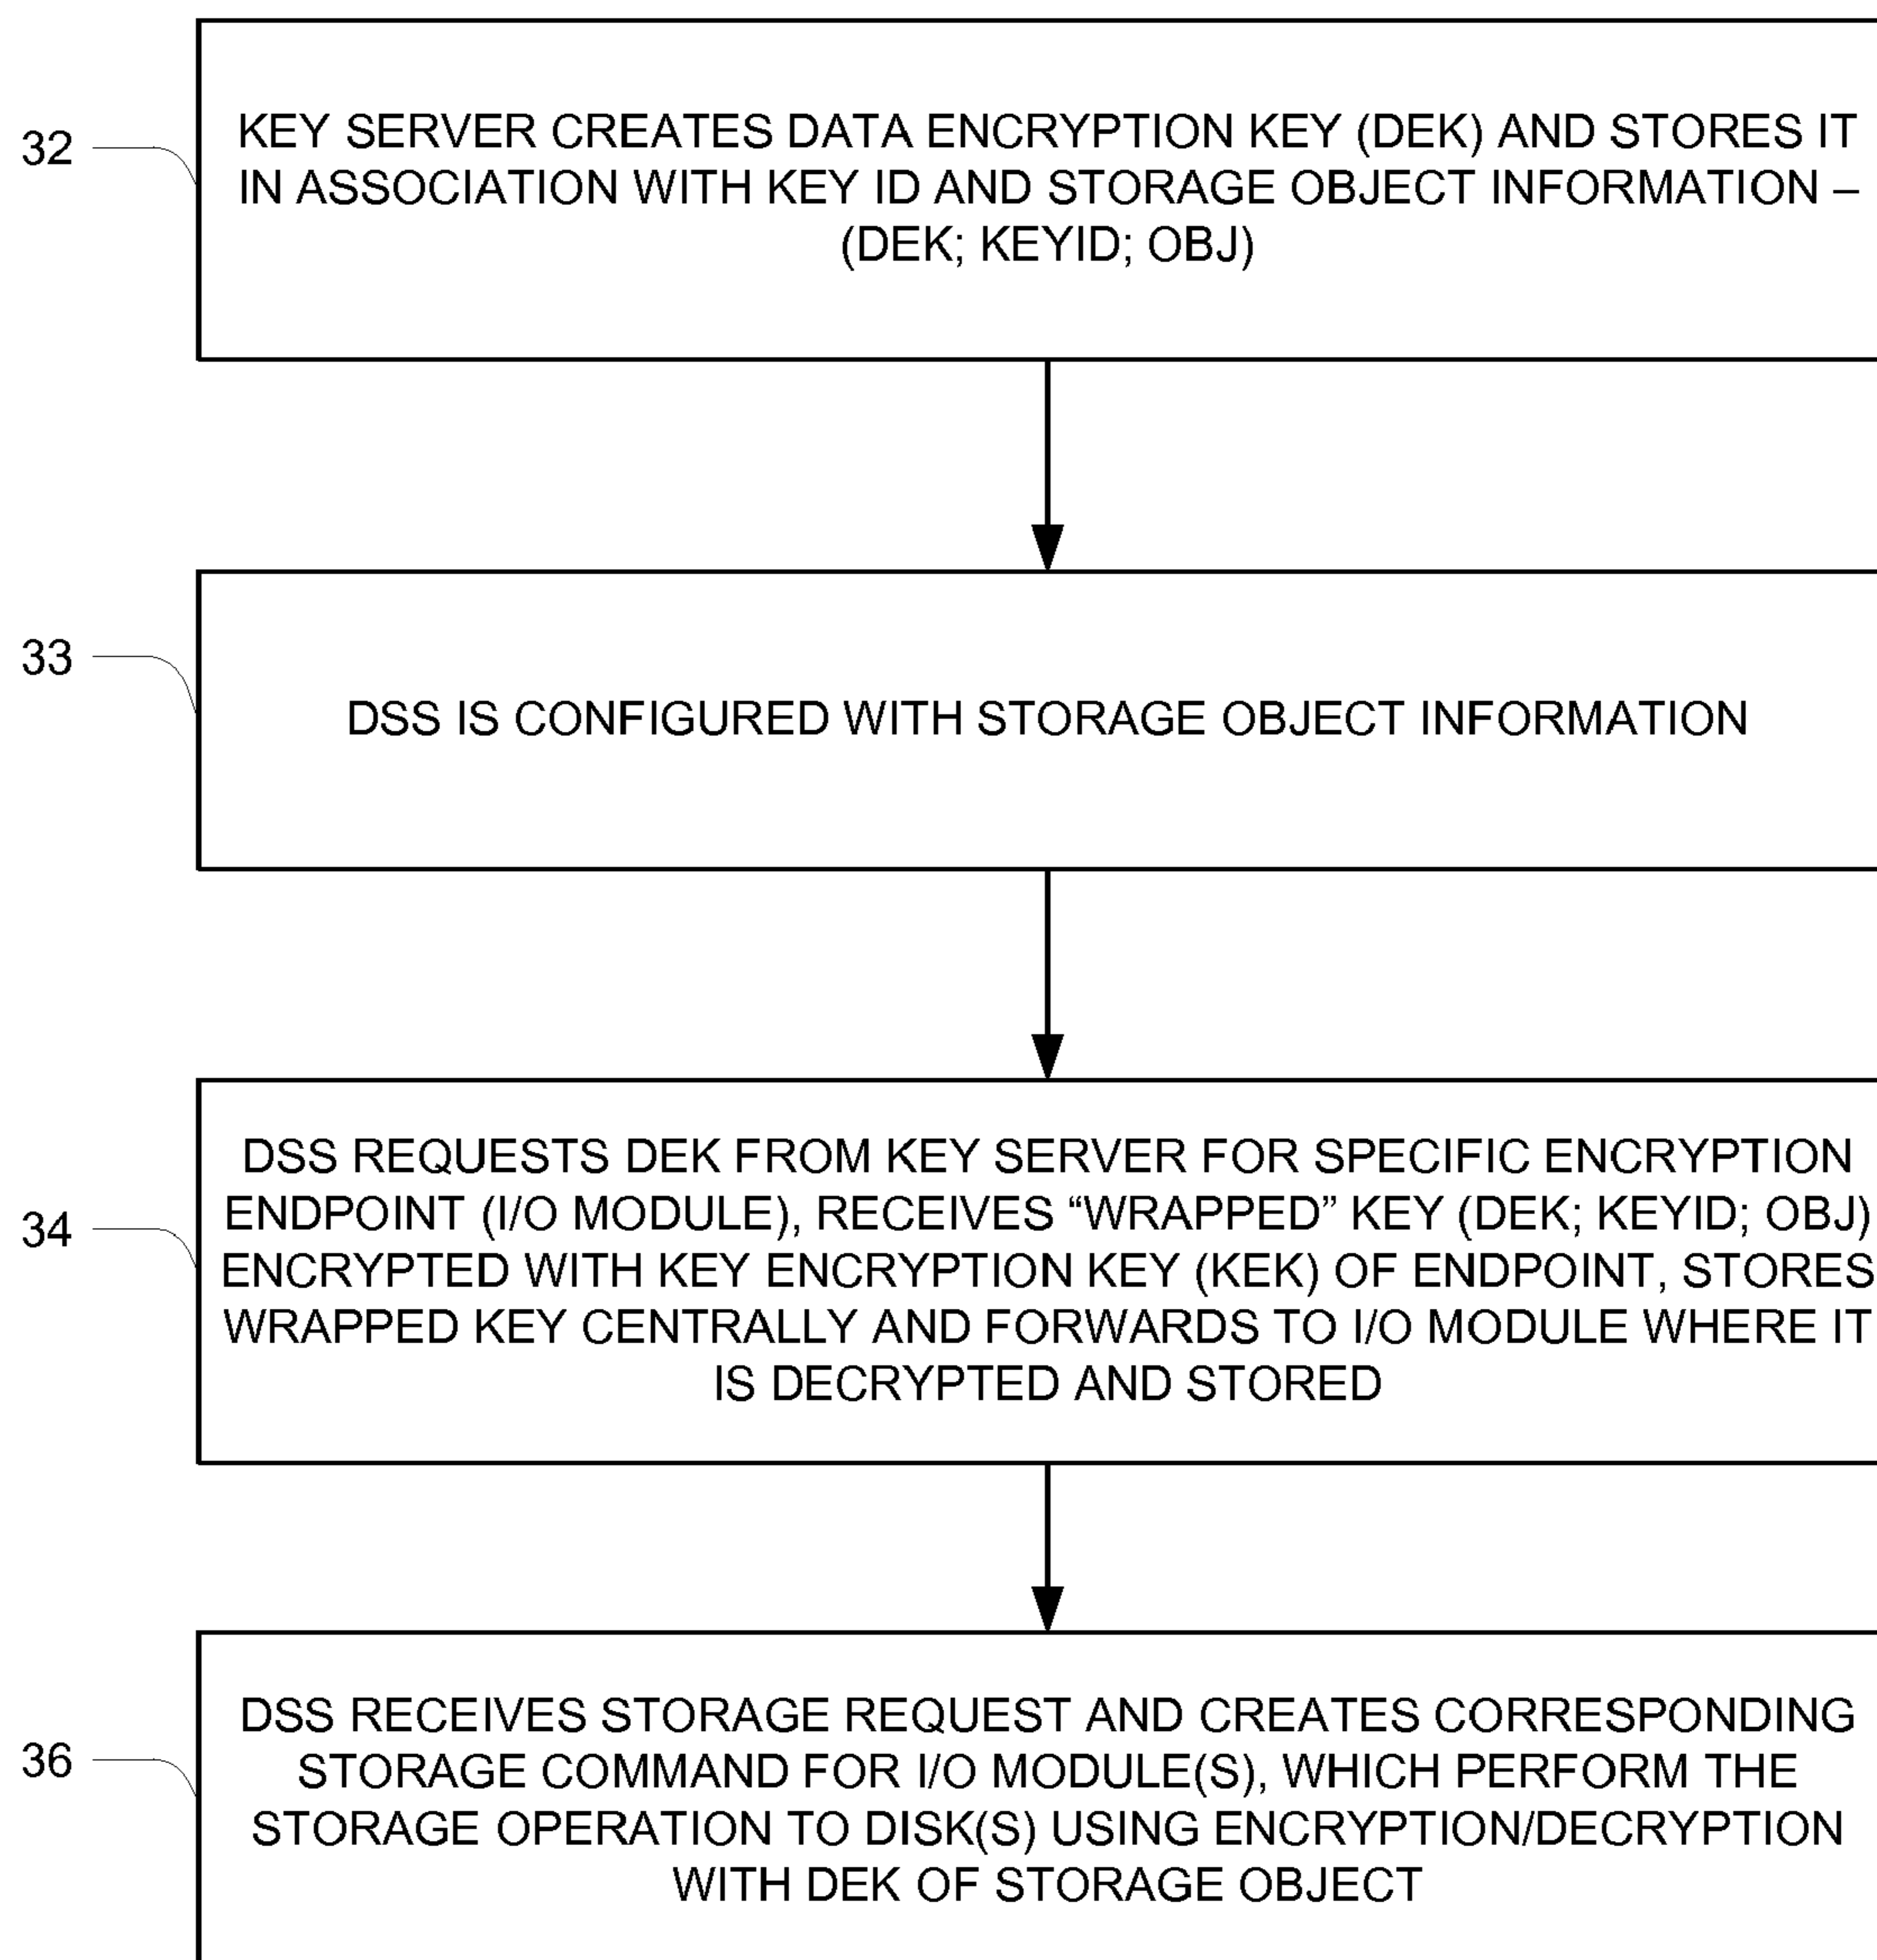 32
KEY SERVER CREATES DATA ENCRYPTION KEY (DEK) AND STORES IT
IN ASSOCIATION WITH KEY ID AND STORAGE OBJECT INFORMATION –
(DEK; KEYID; OBJ)
33
DSS IS CONFIGURED WITH STORAGE OBJECT INFORMATION
34
DSS REQUESTS DEK FROM KEY SERVER FOR SPECIFIC ENCRYPTION
ENDPOINT (I/O MODULE), RECEIVES “WRAPPED” KEY (DEK; KEYID; OBJ)
ENCRYPTED WITH KEY ENCRYPTION KEY (KEK) OF ENDPOINT, STORES
WRAPPED KEY CENTRALLY AND FORWARDS TO I/O MODULE WHERE IT
IS DECRYPTED AND STORED
36
DSS RECEIVES STORAGE REQUEST AND CREATES CORRESPONDING
STORAGE COMMAND FOR I/O MODULE(S), WHICH PERFORM THE
STORAGE OPERATION TO DISK(S) USING ENCRYPTION/DECRYPTION
WITH DEK OF STORAGE OBJECT